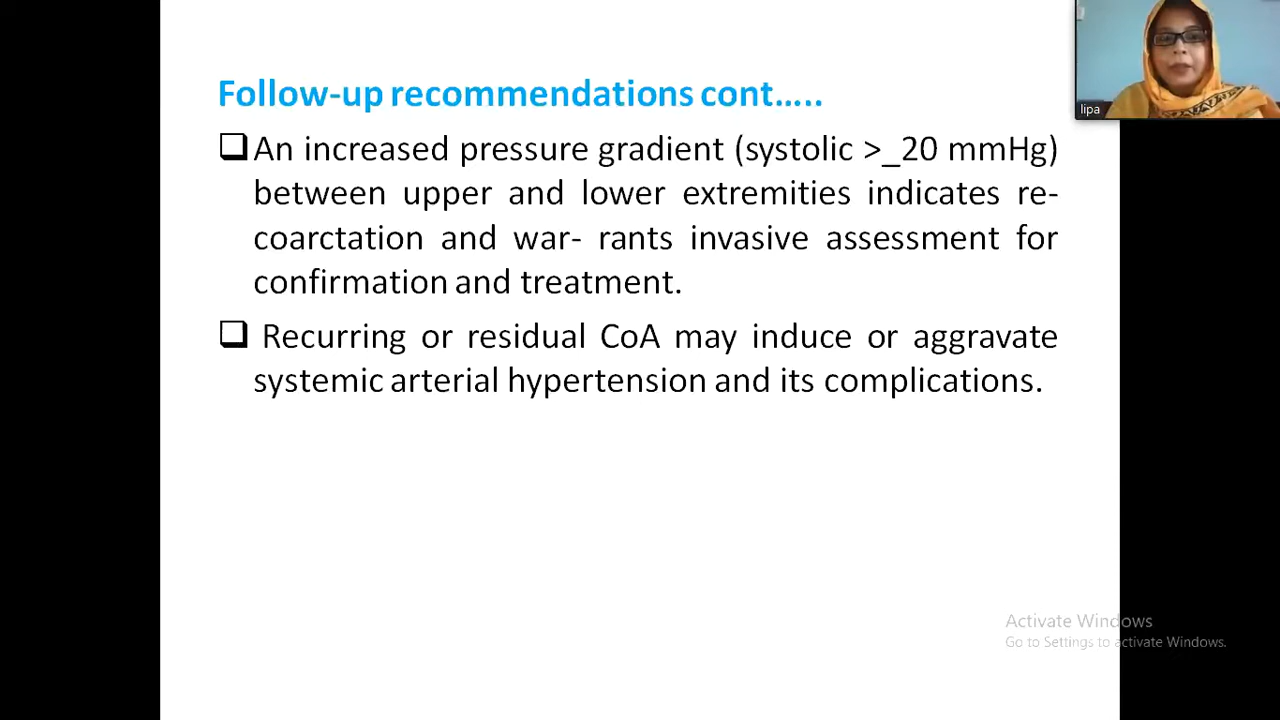 Follow-up recommendations cont…..
An increased pressure gradient (systolic >_20 mmHg)
between upper and lower extremities indicates re-
coarctation and war- rants invasive assessment for
confirmation and treatment.
Recurring or residual CoA may induce or aggravate
systemic arterial hypertension and its complications.
lipa
Activate Windows
Go to Settings to activate Windows.